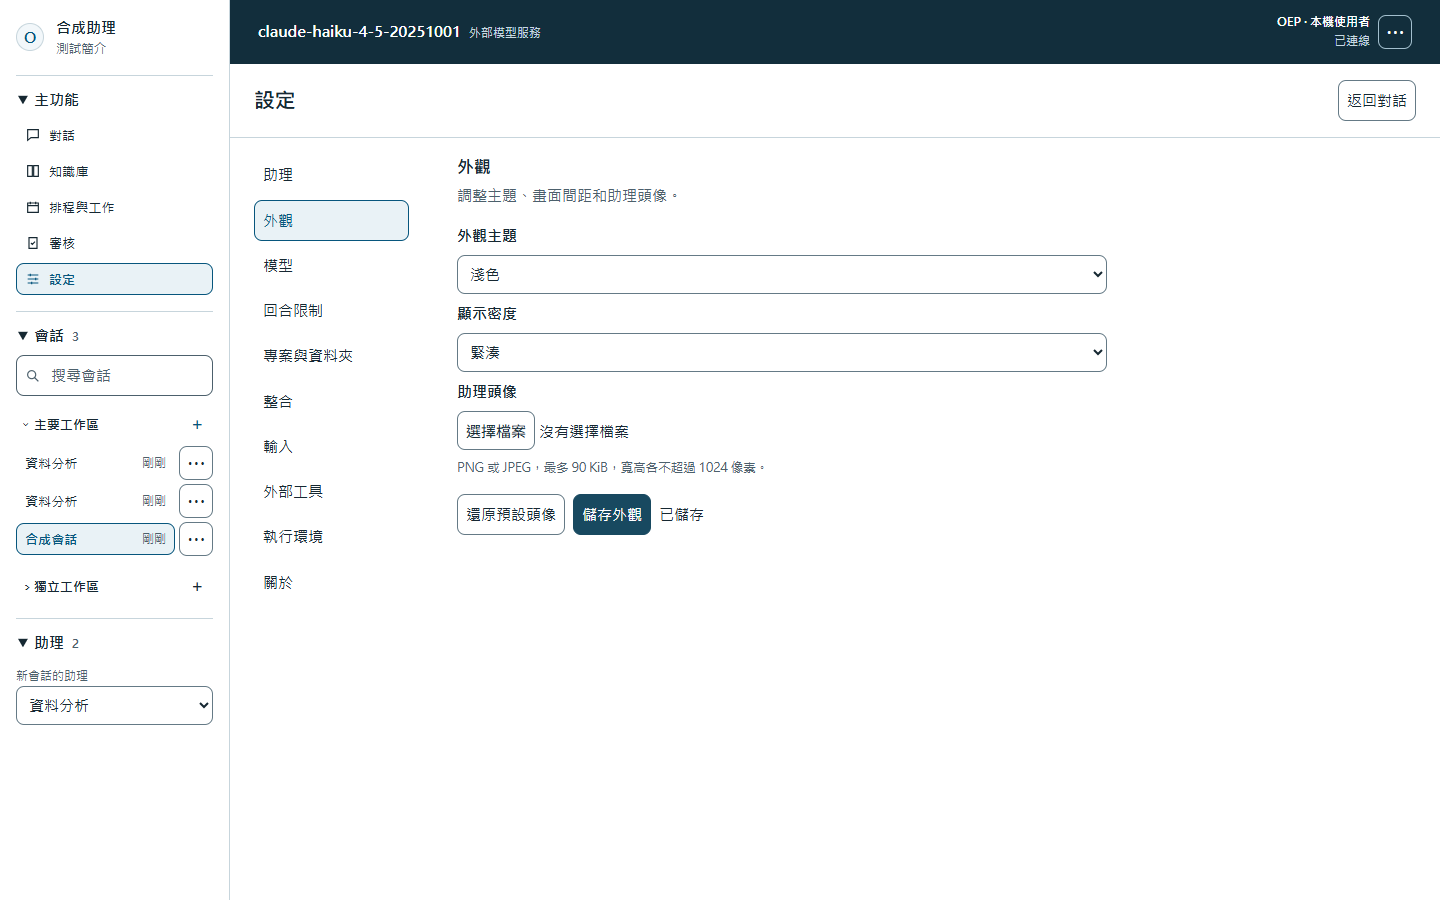 O
合成助理
測試簡介
▼ 主功能
對話
知識庫
排程與工作
審核
設定
▼ 會話 3
搜尋會話
主要工作區 +
資料分析 剛剛 ...
資料分析 剛剛 ...
合成會話 剛剛 ...
獨立工作區 +
▼ 助理 2
新會話的助理
資料分析
claude-haiku-4-5-20251001 外部模型服務
OEP · 本機使用者
已連線
...
設定
返回對話
助理
外觀
模型
回合限制
專案與資料夾
整合
輸入
外部工具
執行環境
關於
外觀
調整主題、畫面間距和助理頭像。
外觀主題
淺色
顯示密度
緊湊
助理頭像
選擇檔案 沒有選擇檔案
PNG 或 JPEG，最多 90 KiB，寬高各不超過 1024 像素。
還原預設頭像 儲存外觀 已儲存